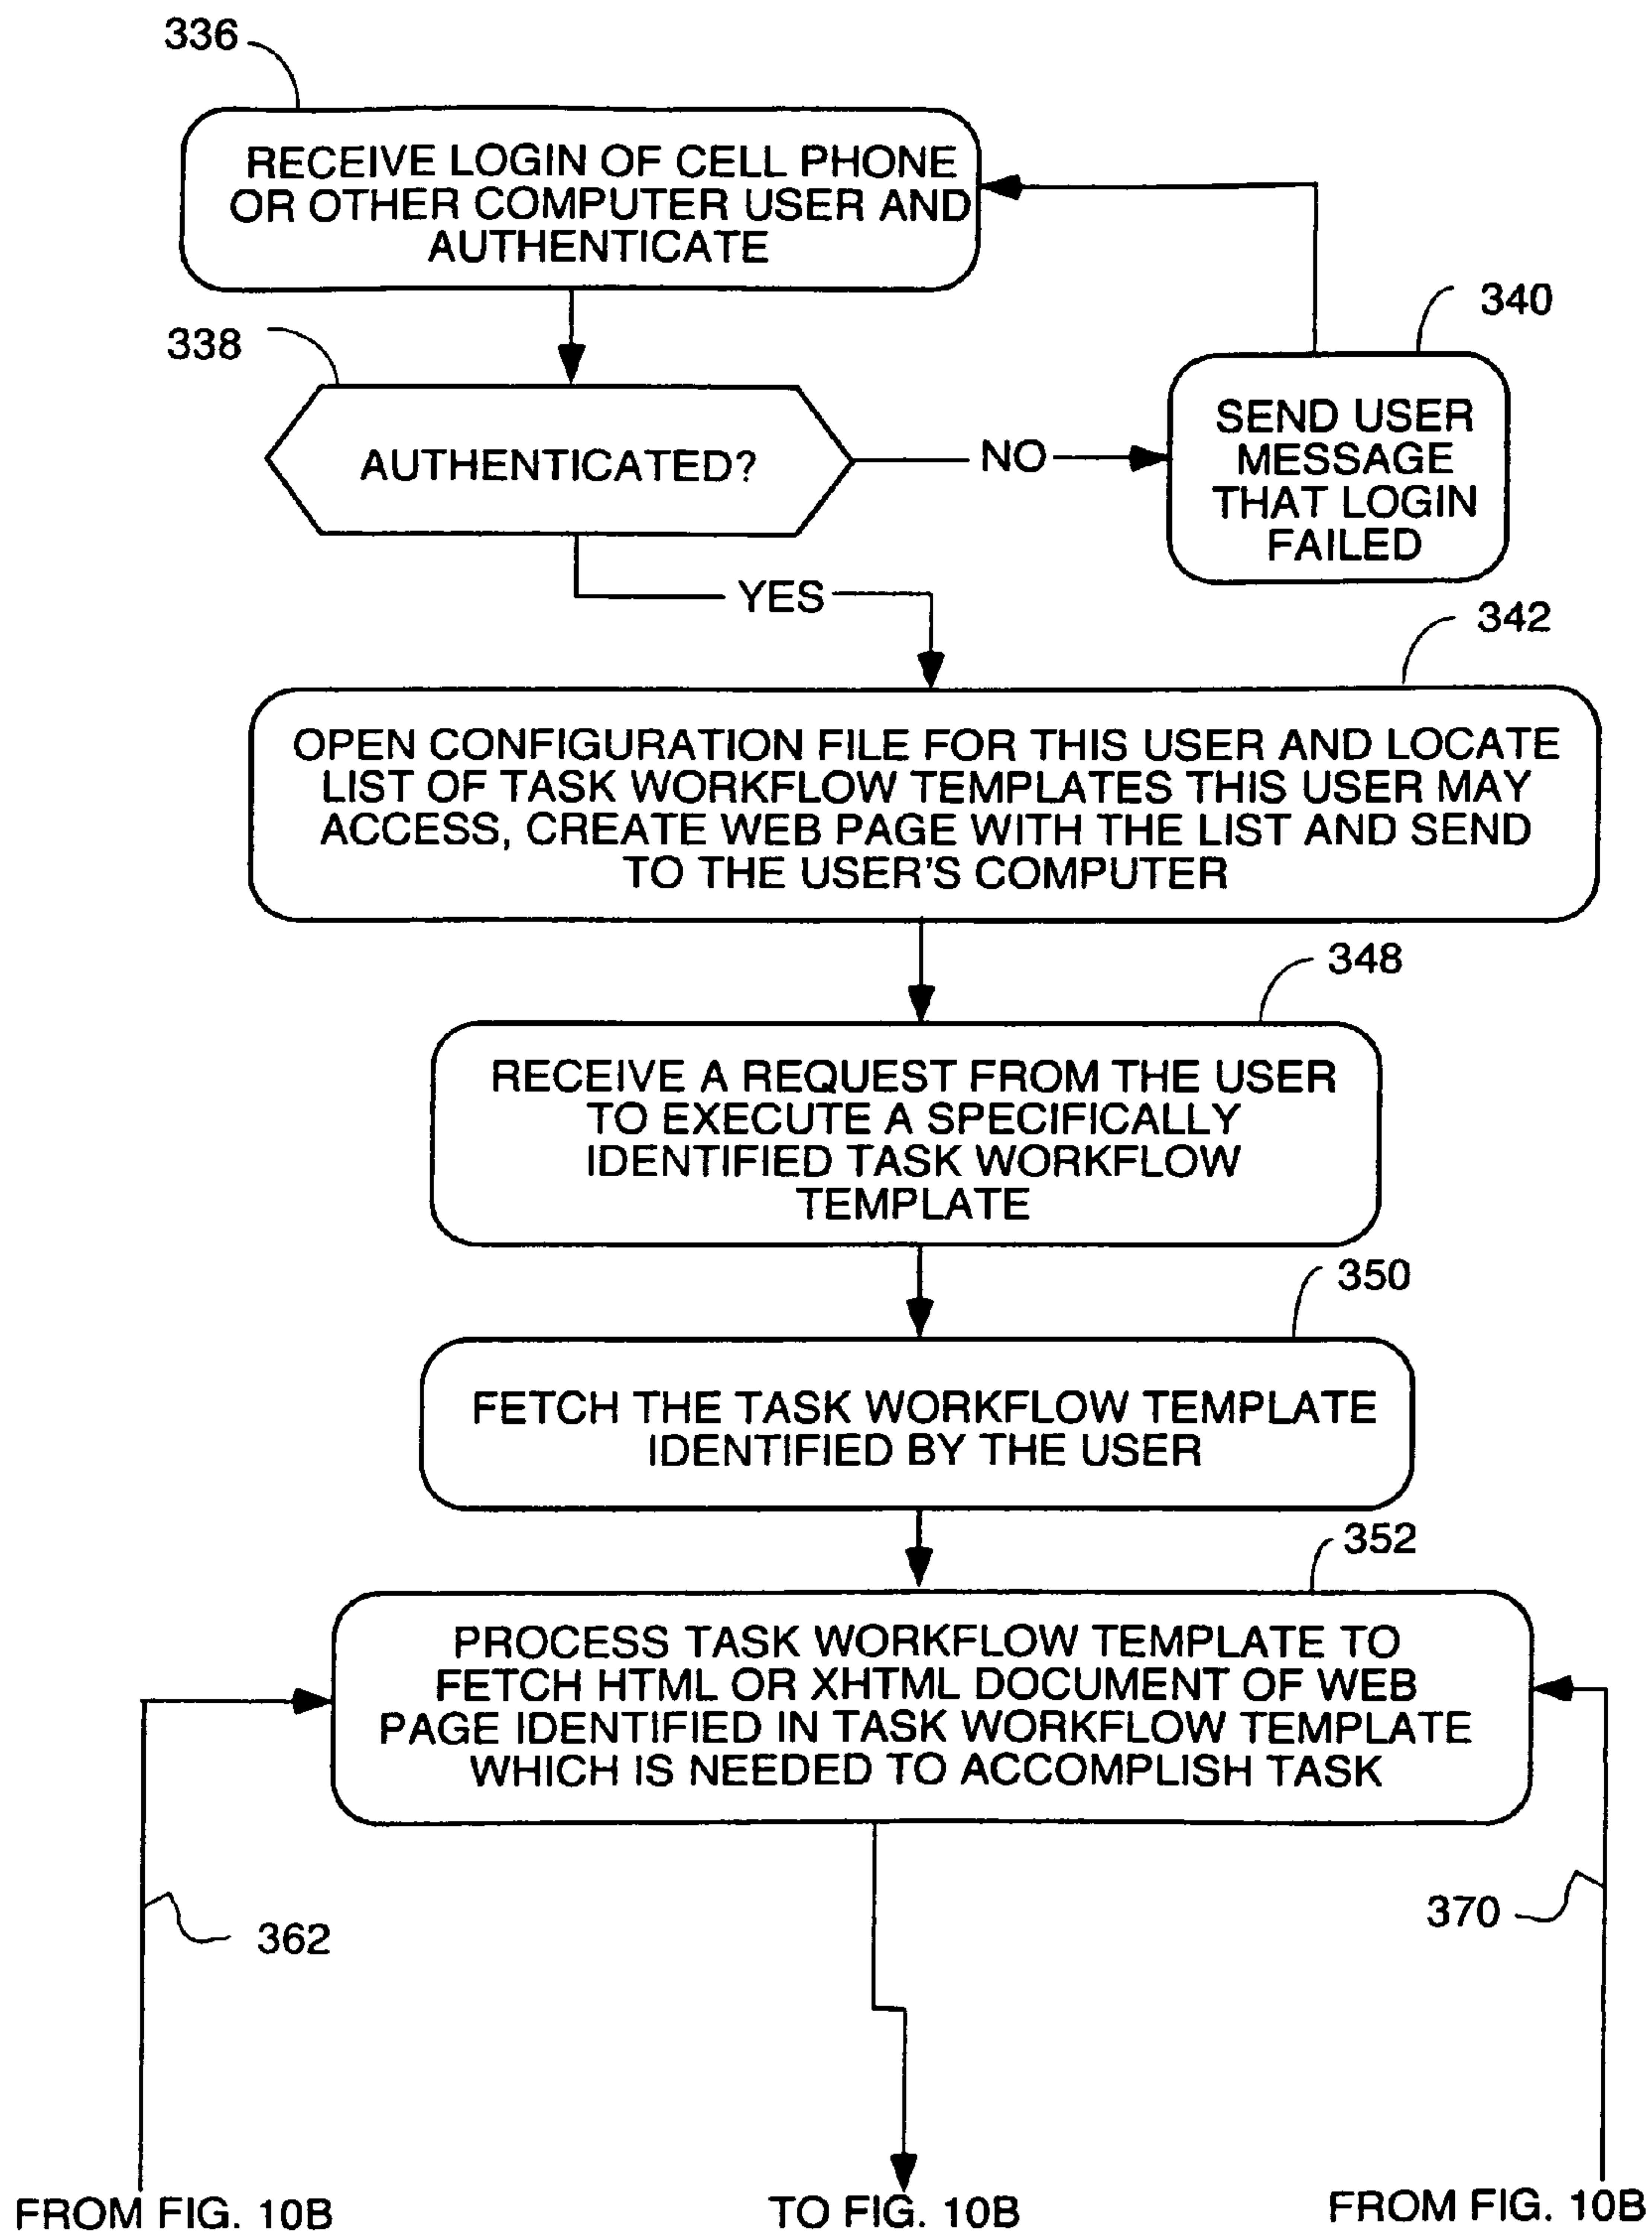 336
RECEIVE LOGIN OF CELL PHONE
OR OTHER COMPUTER USER AND
AUTHENTICATE
338
AUTHENTICATED?
NO
340
SEND USER
MESSAGE
THAT LOGIN
FAILED
YES
342
OPEN CONFIGURATION FILE FOR THIS USER AND LOCATE
LIST OF TASK WORKFLOW TEMPLATES THIS USER MAY
ACCESS, CREATE WEB PAGE WITH THE LIST AND SEND
TO THE USER'S COMPUTER
348
RECEIVE A REQUEST FROM THE USER
TO EXECUTE A SPECIFICALLY
IDENTIFIED TASK WORKFLOW
TEMPLATE
350
FETCH THE TASK WORKFLOW TEMPLATE
IDENTIFIED BY THE USER
352
PROCESS TASK WORKFLOW TEMPLATE TO
FETCH HTML OR XHTML DOCUMENT OF WEB
PAGE IDENTIFIED IN TASK WORKFLOW TEMPLATE
WHICH IS NEEDED TO ACCOMPLISH TASK
362
370
FROM FIG. 10B
TO FIG. 10B
FROM FIG. 10B